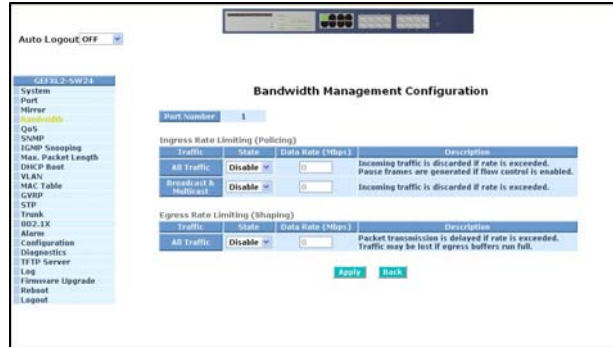 Auto Logout OFF
GEFXL2-SW24
System
Port
Mirror
Bandwidth
QoS
SNMP
IGMP Snooping
Max. Packet Length
DHCP Boot
VLAN
MAC Table
GVRP
STP
Trunk
802.1X
Alarm
Configuration
Diagnostics
TFTP Server
Log
Firmware Upgrade
Reboot
Logout
Bandwidth Management Configuration
Port Number 1
Ingress Rate Limiting (Policing)
Traffic State Data Rate (Mbps) Description
All Traffic Disable 0 Incoming traffic is discarded if rate is exceeded.
Pause frames are generated if flow control is enabled.
Broadcast & Multicast Disable 0 Incoming traffic is discarded if rate is exceeded.
Egress Rate Limiting (Shaping)
Traffic State Data Rate (Mbps) Description
All Traffic Disable 0 Packet transmission is delayed if rate is exceeded.
Traffic may be lost if egress buffers run full.
Apply Back